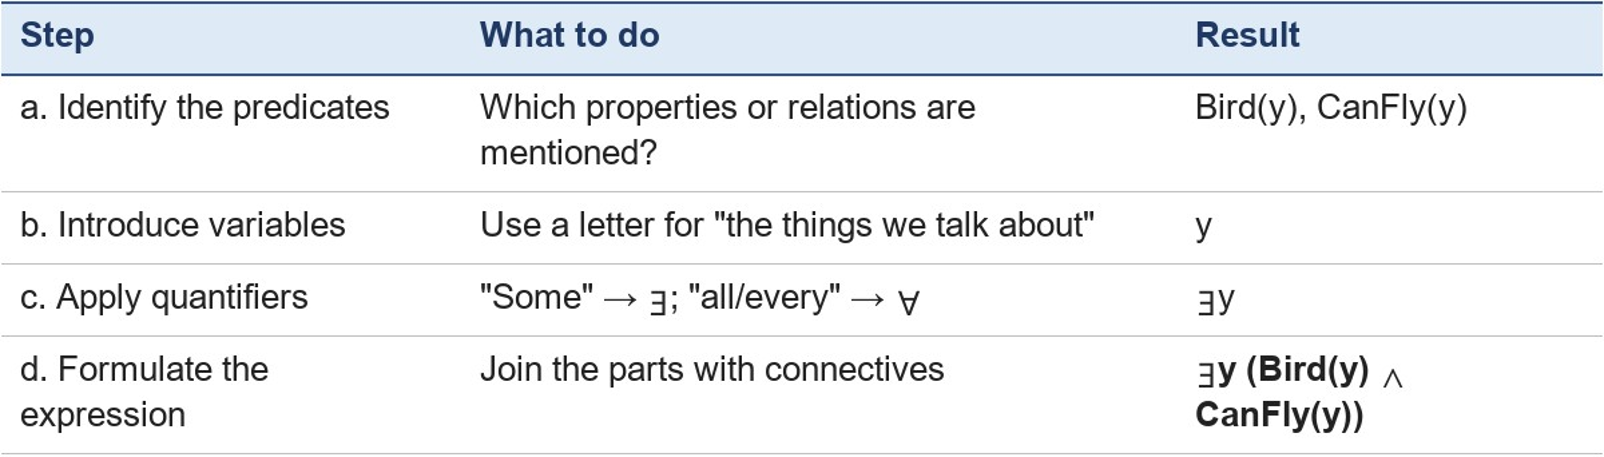 Step What to do Result
a. Identify the predicates Which properties or relations are Bird(y), CanFly(y)
mentioned?
b. Introduce variables Use a letter for "the things we talk about" y
c. Apply quantifiers "Some" → ∃; "all/every" → ∀ ∃y
d. Formulate the Join the parts with connectives ∃y (Bird(y) ∧
expression CanFly(y))